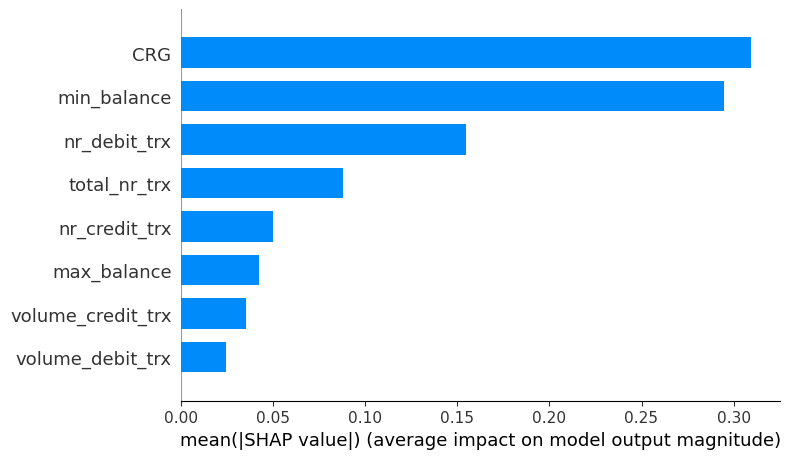 CRG
min_balance
nr_debit_trx
total_nr_trx
nr_credit_trx
max_balance
volume_credit_trx
volume_debit_trx
0.00 0.05 0.10 0.15 0.20 0.25 0.30
mean(|SHAP value|) (average impact on model output magnitude)